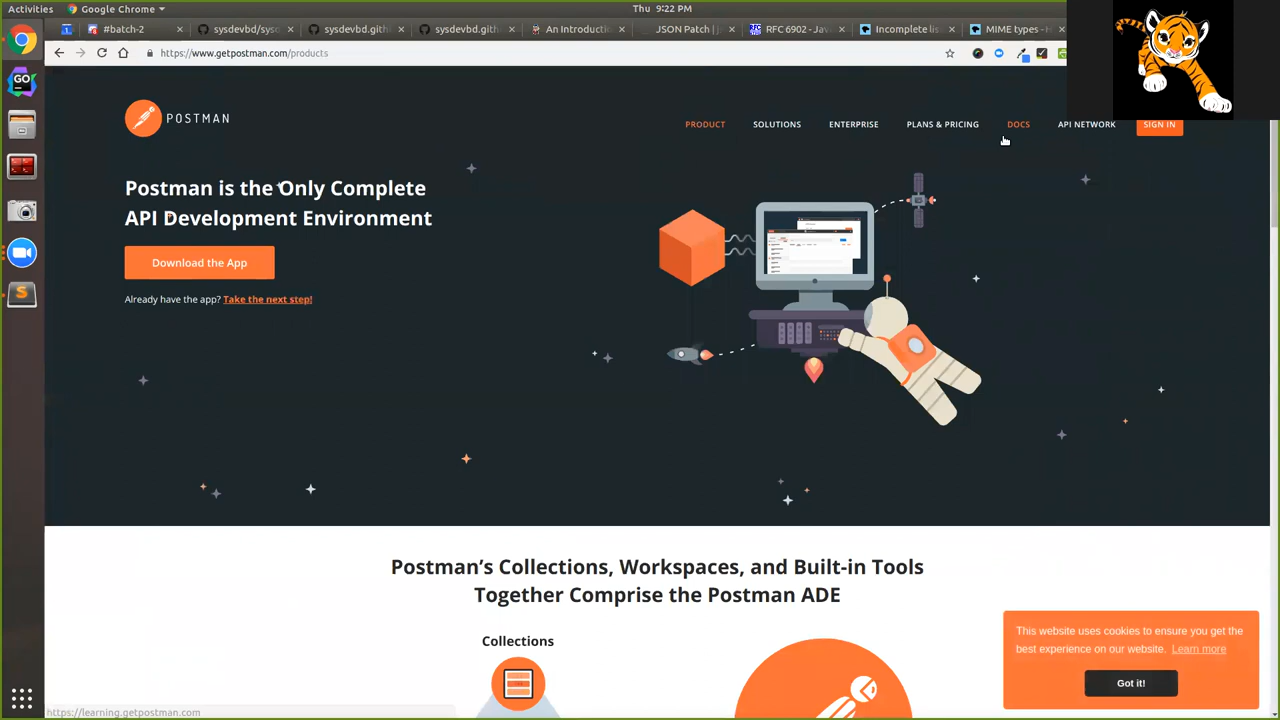 Activities
Google Chrome
Thu 9:22 PM
#batch-2
sysdevbd/syso
sysdevbd.gith
sysdevbd.gith
An Introducti
JSON Patch | j
RFC 6902 - Jav
Incomplete lis
MIME types - H
https://www.getpostman.com/products
POSTMAN
PRODUCT
SOLUTIONS
ENTERPRISE
PLANS & PRICING
DOCS
API NETWORK
SIGN IN
Postman is the Only Complete
API Development Environment
Download the App
Already have the app? Take the next step!
Postman's Collections, Workspaces, and Built-in Tools
Together Comprise the Postman ADE
Collections
This website uses cookies to ensure you get the
best experience on our website. Learn more
Got it!
https://learning.getpostman.com
GO
S